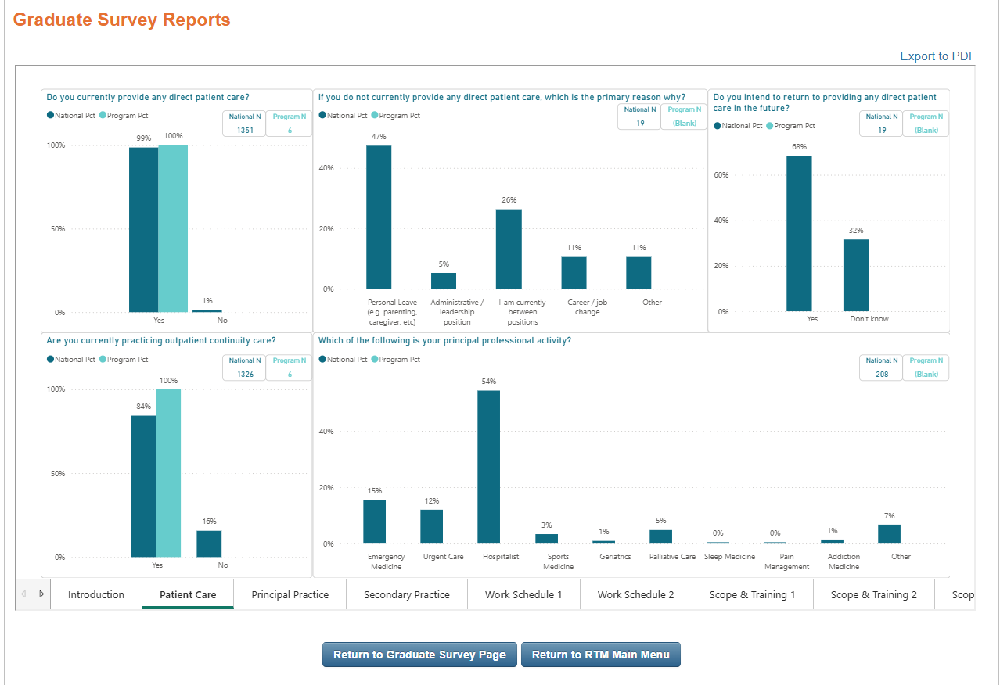 Graduate Survey Reports
Export to PDF
Do you currently provide any direct patient care?
National Pct Program Pct
National N
1351
Program N
6
100%
50%
0%
99%
100%
1%
Yes
No
If you do not currently provide any direct patient care, which is the primary reason why?
National Pct Program Pct
National N
19
Program N
(Blank)
40%
20%
0%
47%
5%
26%
11%
11%
Personal Leave
(e.g. parenting,
caregiver, etc)
Administrative /
leadership
position
I am currently
between
positions
Career / job
change
Other
Do you intend to return to providing any direct patient
care in the future?
National Pct Program Pct
National N
19
Program N
(Blank)
60%
40%
20%
0%
68%
32%
Yes
Don't know
Are you currently practicing outpatient continuity care?
National Pct Program Pct
National N
1326
Program N
6
100%
50%
0%
84%
100%
16%
Yes
No
Which of the following is your principal professional activity?
National Pct Program Pct
National N
208
Program N
(Blank)
40%
20%
0%
15%
12%
54%
3%
1%
5%
0%
0%
1%
7%
Emergency
Medicine
Urgent Care
Hospitalist
Sports
Medicine
Geriatrics
Palliative Care
Sleep Medicine
Pain
Management
Addiction
Medicine
Other
Introduction
Patient Care
Principal Practice
Secondary Practice
Work Schedule 1
Work Schedule 2
Scope & Training 1
Scope & Training 2
Scop
Return to Graduate Survey Page
Return to RTM Main Menu